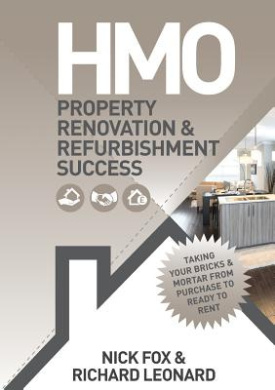 HMO
PROPERTY
RENOVATION &
REFURBISHMENT
SUCCESS
TAKING
YOUR BRICKS &
MORTAR FROM
PURCHASE TO
READY TO
RENT
NICK FOX &
RICHARD LEONARD